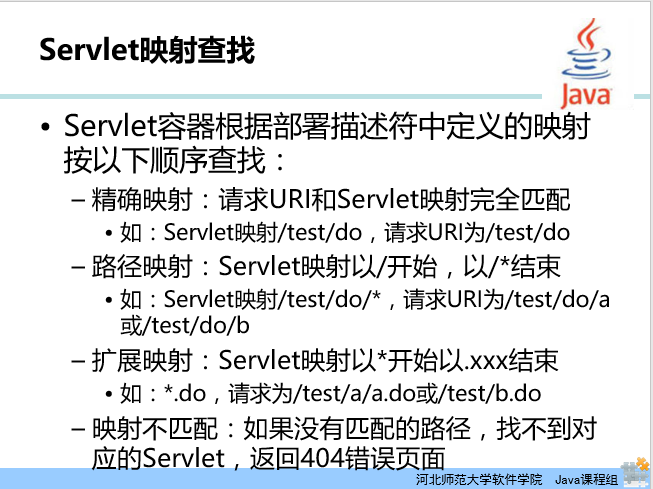 Servlet映射查找
Java
• Servlet容器根据部署描述符中定义的映射
按以下顺序查找：
– 精确映射：请求URI和Servlet映射完全匹配
• 如：Servlet映射/test/do，请求URI为/test/do
– 路径映射：Servlet映射以/开始，以/*结束
• 如：Servlet映射/test/do/*，请求URI为/test/do/a
或/test/do/b
– 扩展映射：Servlet映射以*开始以.xxx结束
• 如：*.do，请求为/test/a/a.do或/test/b.do
– 映射不匹配：如果没有匹配的路径，找不到对
应的Servlet，返回404错误页面
河北师范大学软件学院 Java课程组